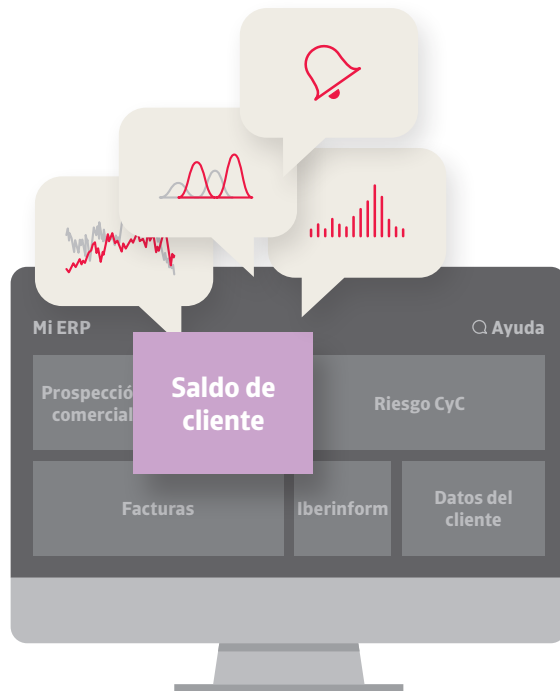 Mi ERP
Ayuda
Prospecció
comercial
Saldo de
cliente
Riesgo CyC
Facturas
Iberinform
Datos del
cliente